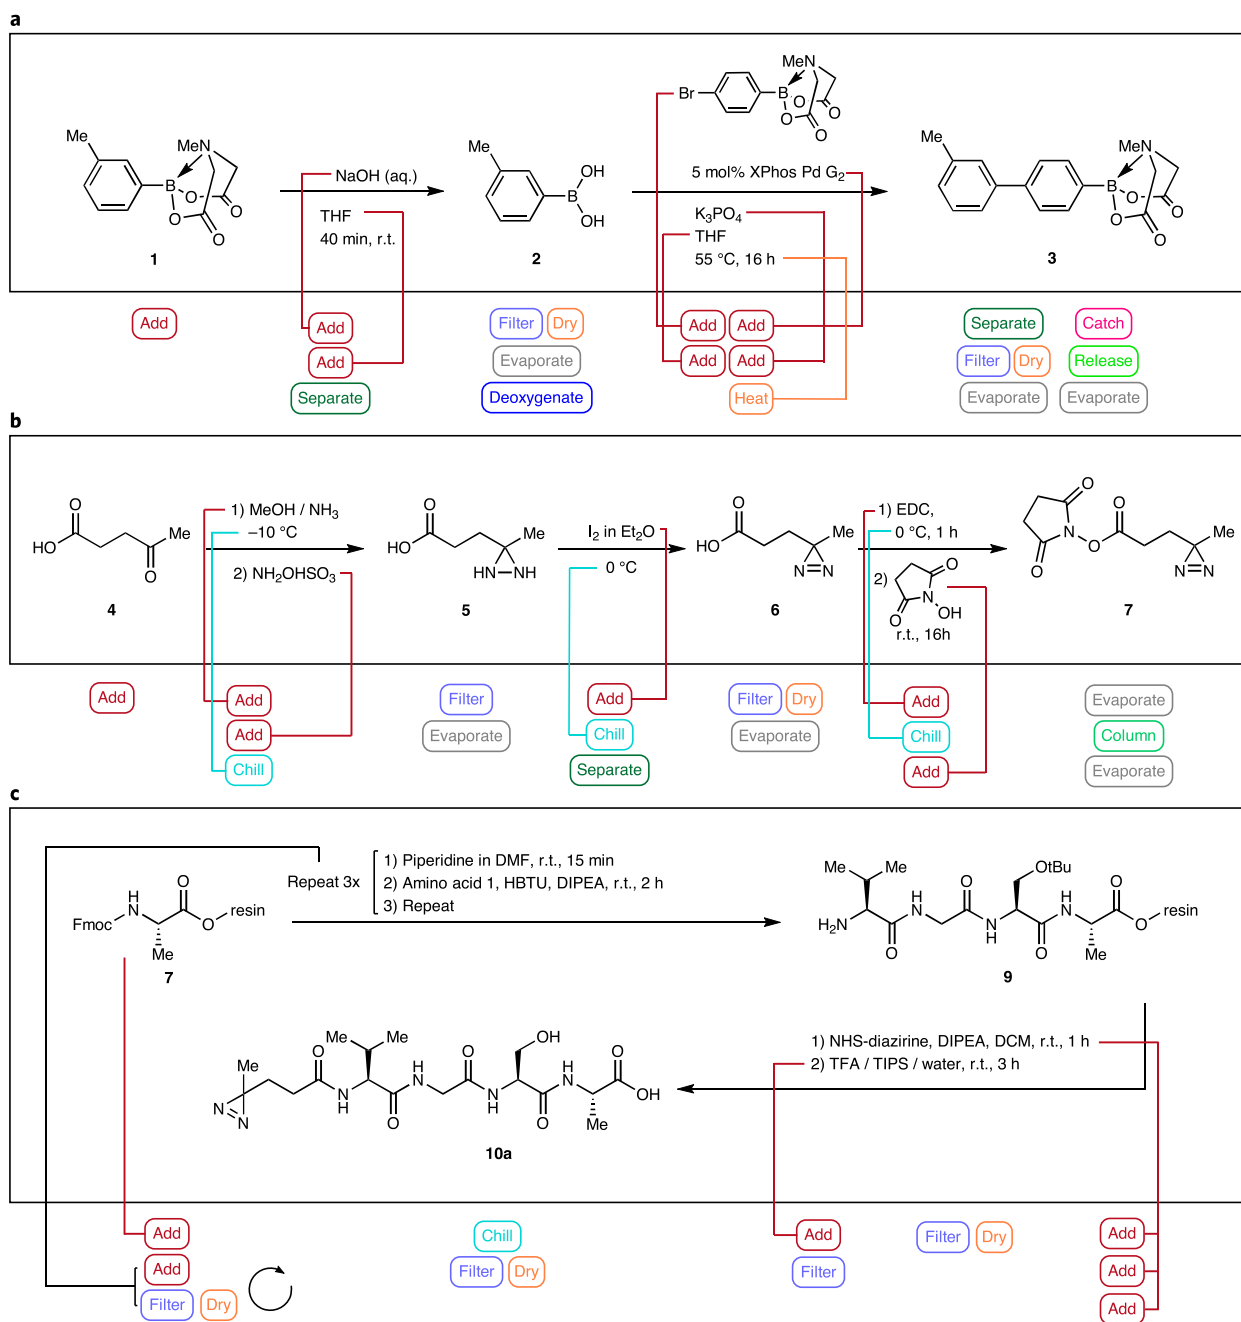 a
Me
MeN
B
O
O
O
O
1
NaOH (aq.)
THF
40 min, r.t.
Me
B
OH
OH
2
Br
B
MeN
O
O
O
O
5 mol% XPhos Pd G2
K3PO4
THF
55 °C, 16 h
Me
MeN
B
O
O
O
O
3
Add
Add
Add
Separate
Filter Dry
Evaporate
Deoxygenate
Add Add
Add Add
Heat
Separate Catch
Filter Dry Release
Evaporate Evaporate
b
O
HO
Me
O
4
1) MeOH / NH3
–10 °C
2) NH2OHSO3
O
HO
Me
HN NH
5
I2 in Et2O
0 °C
O
HO
Me
N=N
6
1) EDC,
0 °C, 1 h
2)
O
N
O
OH
r.t., 16h
O
N
O
O
O
Me
N=N
7
Add
Add
Add
Chill
Filter
Evaporate
Add
Chill
Separate
Filter Dry
Evaporate
Add
Chill
Add
Evaporate
Column
Evaporate
c
Repeat 3x
1) Piperidine in DMF, r.t., 15 min
2) Amino acid 1, HBTU, DIPEA, r.t., 2 h
3) Repeat
Fmoc
H
N
O
O
resin
Me
7
Me Me
H2N
O
H
N
O
N
H
OtBu
O
H
N
Me
O
O
resin
9
1) NHS-diazirine, DIPEA, DCM, r.t., 1 h
2) TFA / TIPS / water, r.t., 3 h
Me
N
N
O
N
H
Me Me
O
H
N
O
N
H
OH
O
H
N
Me
O
OH
10a
Add
Add
Filter Dry
Chill
Filter Dry
Add
Filter
Filter Dry
Add
Add
Add